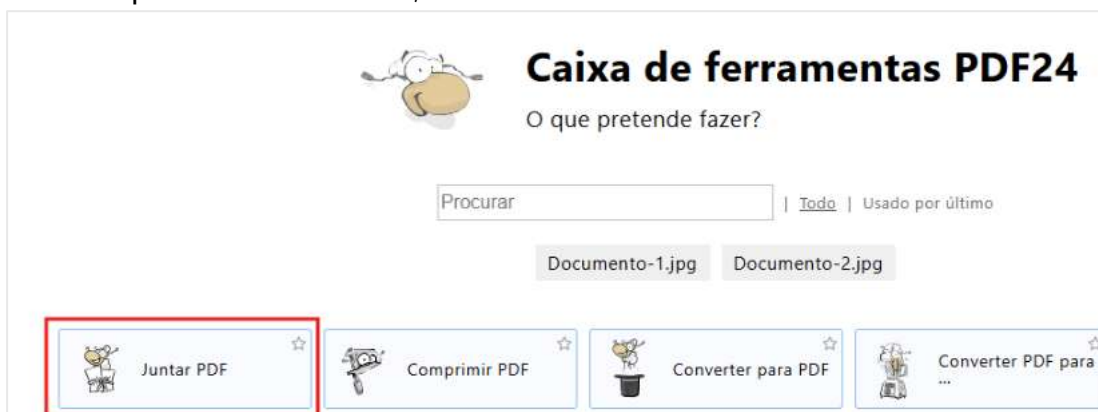 Caixa de ferramentas PDF24
O que pretende fazer?
Procurar | Todo | Usado por último
Documento-1.jpg Documento-2.jpg
Juntar PDF Comprimir PDF Converter para PDF Converter PDF para
...